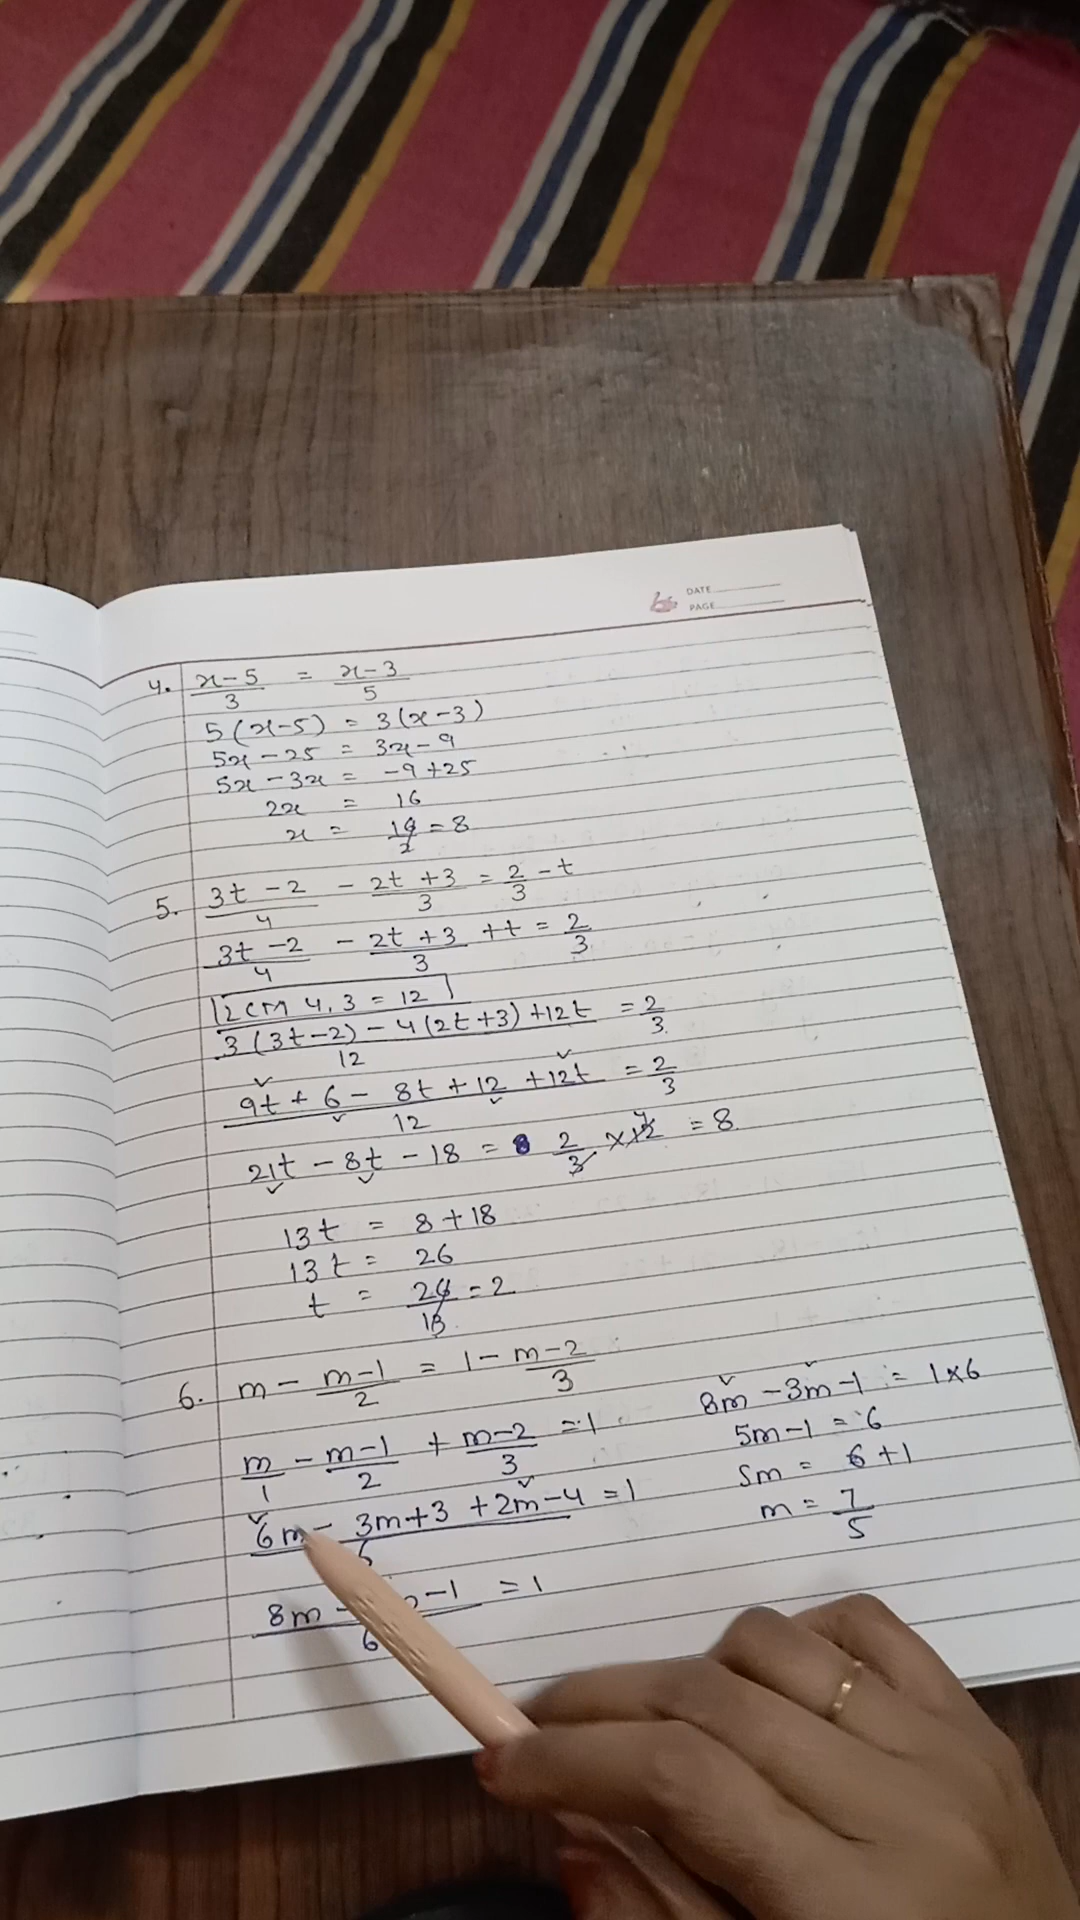 DATE
PAGE
4. x-5/3 = x-3/5
5(x-5) = 3(x-3)
5x-25 = 3x-9
5x-3x = -9+25
2x = 16
x = 16/2 = 8
5. 3t-2/4 - 2t+3/3 = 2/3 - t
3t-2/4 - 2t+3/3 + t = 2/3
LCM 4,3 = 12
3(3t-2) - 4(2t+3) + 12t/12 = 2/3
9t + 6 - 8t + 12 + 12t/12 = 2/3
21t - 8t - 18 = 2/3 × 12 = 8
13t = 8+18
13t = 26
t = 26/13 = 2
6. m - m-1/2 = 1 - m-2/3
m/1 - m-1/2 + m-2/3 = 1
6m - 3m+3 + 2m-4/6 = 1
8m - -1/6 = 1
8m-3m-1 = 1×6
5m-1 = 6
5m = 6+1
m = 7/5